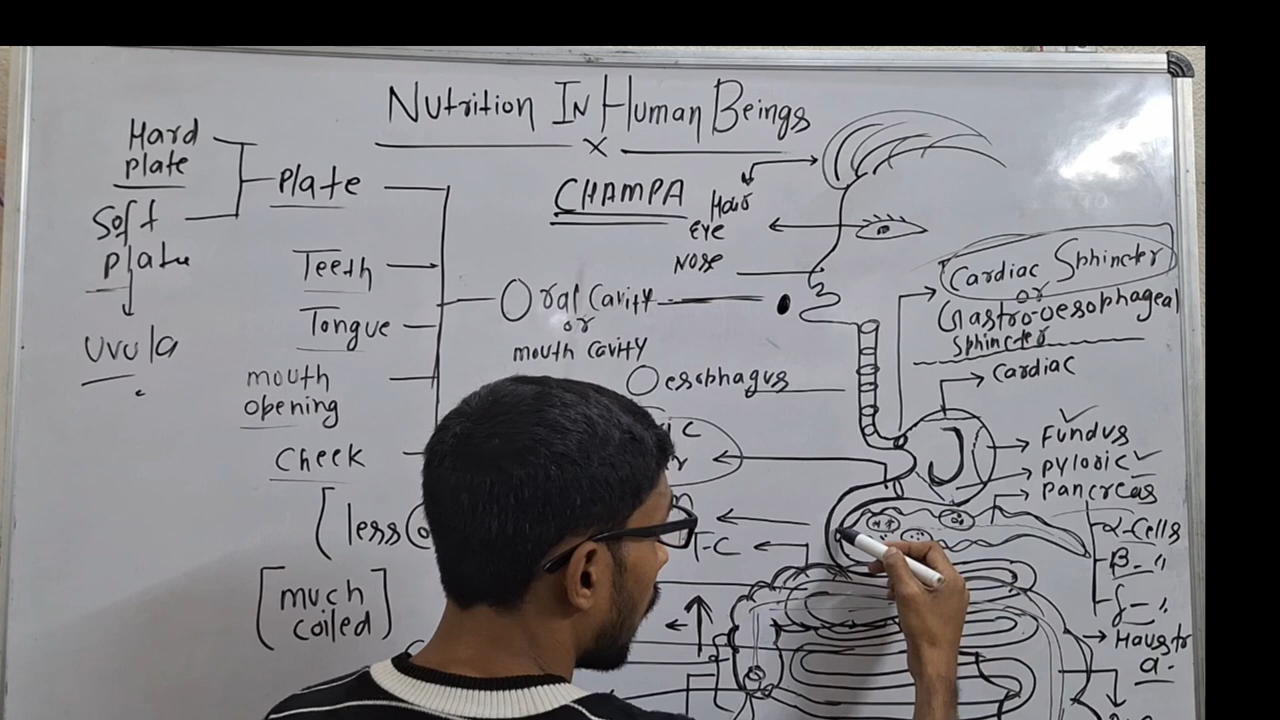 Nutrition In Human Beings
x
Hard
plate
Soft
plate
Uvula
plate
Teeth
Tongue
mouth
opening
Cheek
[less
[much
coiled]
CHAMPA
Hair
EYE
Nose
Oral Cavity
or
mouth cavity
Oesophagus
T-C
Cardiac Sphincter
or
Gastro-oesophageal
Sphincter
Cardiac
Fundus
Pyloric
Pancreas
α-Cells
β- "
δ- "
Haustr
a.